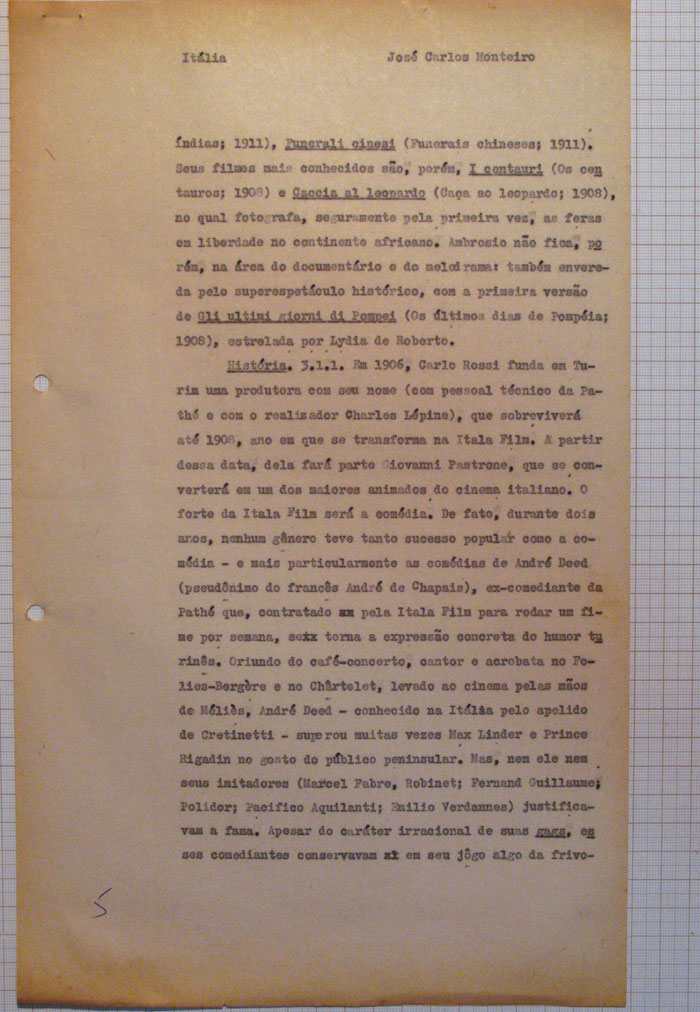 Itália José Carlos Monteiro
índias; 1911), Funerali cinesi (Funerais chineses; 1911).
Seus filmes mais conhecidos são, porém, I centauri (Os cen
tauros; 1908) e Caccia al leopardo (Caça ao leopardo; 1908),
no qual fotografa, seguramente pela primeira vez, as feras
em liberdade no continente africano. Ambrosio não fica, po
rém, na área do documentário e do melodrama: também envere-
da pelo superespetáculo histórico, com a primeira versão
de Gli ultimi giorni di Pompei (Os últimos dias de Pompéia;
1908), estrelada por Lydia de Roberto.
História. 3.1.1. Em 1906, Carlo Rossi funda em Tu-
rim uma produtora com seu nome (com pessoal técnico da Pa-
thé e com o realizador Charles Lépine), que sobreviverá
até 1908, ano em que se transforma na Itala Film. A partir
dessa data, dela fará parte Giovanni Pastrone, que se con-
verterá em um dos maiores animados do cinema italiano. O
forte da Itala Film será a comédia. De fato, durante dois
anos, nenhum gênero teve tanto sucesso popular como a co-
média - e mais particularmente as comédias de André Deed
(pseudônimo do francês André de Chapais), ex-comediante da
Pathé que, contratado xx pela Itala Film para rodar um fi-
me por semana, seixx torna a expressão concreta do humor tu
rinês. Oriundo do café-concerto, cantor e acrobata no Fo-
lies-Bergère e no Châtelet, levado ao cinema pelas mãos
de Méliès, André Deed - conhecido na Itália pelo apelido
de Cretinetti - superou muitas vezes Max Linder e Prince
Rigadin no gosto do público peninsular. Mas, nem ele nem
seus imitadores (Marcel Fabre, Robinet; Fernand Guillaume;
Polidor; Pacifico Aquilanti; Emilio Verdannes) justifica-
vam a fama. Apesar do caráter irracional de suas gags, es
ses comediantes conservavam xx em seu jôgo algo da frivo-
5